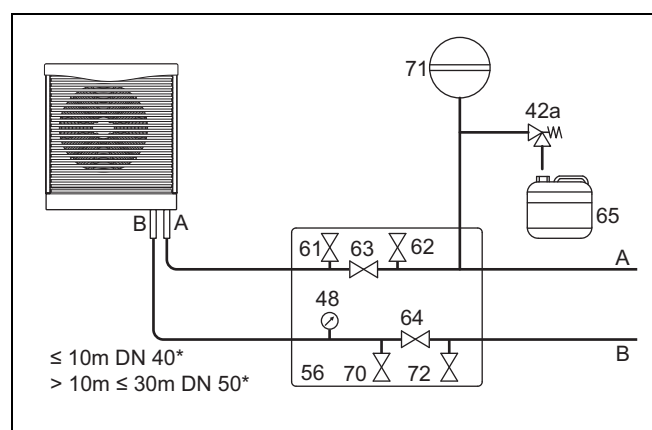 71
42a
65
B A
61 63 62
A
48
64
B
≤ 10m DN 40*
> 10m ≤ 30m DN 50*
56 70 72